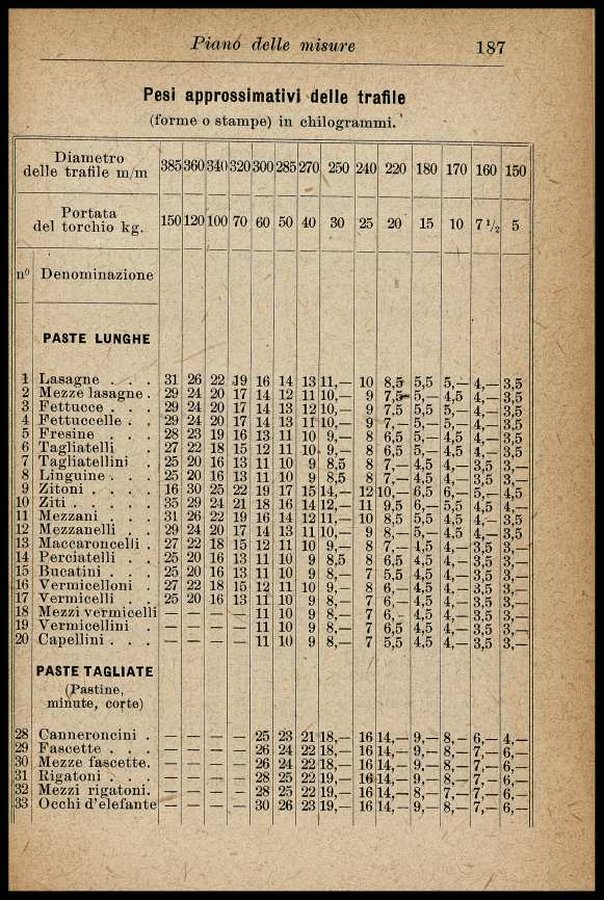 Piano delle misure 187
Pesi approssimativi delle trafile
(forme o stampe) in chilogrammi.
Diametro
delle trafile m/m 385 360 340 320 300 285 270 250 240 220 180 170 160 150
Portata
del torchio kg. 150 120 100 70 60 50 40 30 25 20 15 10 7 1/2 5
nº Denominazione
PASTE LUNGHE
1 Lasagne . . . 31 26 22 19 16 14 13 11,— 10 8,5 5,5 5,— 4,— 3,5
2 Mezze lasagne . 29 24 20 17 14 12 11 10,— 9 7,5 5,— 4,5 4,— 3,5
3 Fettucce . . . 29 24 20 17 14 13 12 10,— 9 7,5 5,5 5,— 4,— 3,5
4 Fettuccelle . . 29 24 20 17 14 13 11 10,— 9 7,— 5,— 5,— 4,— 3,5
5 Fresine . . 28 23 19 16 13 11 10 9,— 8 6,5 5,— 4,5 4,— 3,5
6 Tagliatelli . 27 22 18 15 12 11 10 9,— 8 6,5 5,— 4,5 4,— 3,5
7 Tagliatellini . 25 20 16 13 11 10 9 8,5 8 7,— 4,5 4,— 3,5 3,—
8 Linguine . . . 25 20 16 13 11 10 9 8,5 8 7,— 4,5 4,— 3,5 3,—
9 Zitoni . . . 16 30 25 22 19 17 15 14,— 12 10,— 6,5 6,— 5,— 4,5
10 Ziti . . . . 35 29 24 21 18 16 14 12,— 11 9,5 6,— 5,5 4,5 4,—
11 Mezzani . . 31 26 22 19 16 14 12 11,— 10 8,5 5,5 4,5 4,— 3,5
12 Mezzanelli . . 29 24 20 17 14 13 11 10,— 9 8,— 5,— 4,5 4,— 3,5
13 Maccaroncelli . 27 22 18 15 12 11 10 9,— 8 7,— 4,5 4,— 3,5 3,—
14 Perciatelli . . 25 20 16 13 11 10 9 8,5 8 6,5 4,5 4,— 3,5 3,—
15 Bucatini . . . 25 20 16 13 11 10 9 8,— 7 5,5 4,5 4,— 3,5 3,—
16 Vermicelloni . 27 22 18 15 12 11 10 9,— 8 6,— 4,5 4,— 3,5 3,—
17 Vermicelli . 25 20 16 13 11 10 9 8,— 7 6,— 4,5 4,— 3,5 3,—
18 Mezzi vermicelli — — — — 11 10 9 8,— 7 6,— 4,5 4,— 3,5 3,—
19 Vermicellini . — — — — 11 10 9 8,— 7 6,5 4,5 4,— 3,5 3,—
20 Capellini . . . — — — — 11 10 9 8,— 7 5,5 4,5 4,— 3,5 3,—
PASTE TAGLIATE
(Pastine,
minute, corte)
28 Canneroncini . — — — — 25 23 21 18,— 16 14,— 9,— 8,— 6,— 4,—
29 Fascette . . . — — — — 26 24 22 18,— 16 14,— 9,— 8,— 7,— 6,—
30 Mezze fascette. — — — — 26 24 22 18,— 16 14,— 9,— 8,— 7,— 6,—
31 Rigatoni . . . — — — — 28 25 22 19,— 16 14,— 9,— 8,— 7,— 6,—
32 Mezzi rigatoni. — — — — 28 25 22 19,— 16 14,— 8,— 7,— 7,— 6,—
33 Occhi d'elefante — — — — 30 26 23 19,— 16 14,— 9,— 8,— 7,— 6,—